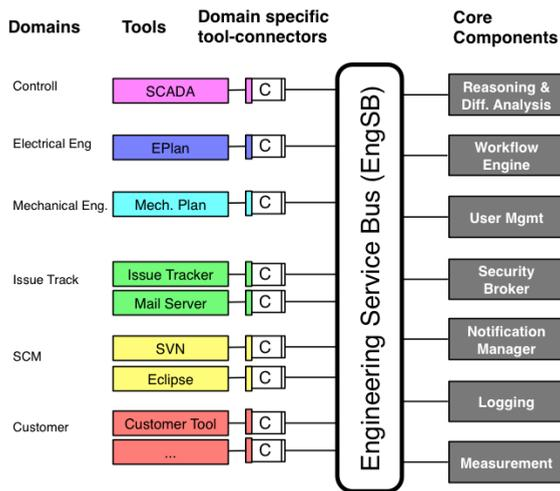 Domains
Tools
Domain specific
tool-connectors
Core
Components
Controll
SCADA
C
Reasoning &
Diff. Analysis
Electrical Eng
EPlan
C
Workflow
Engine
Mechanical Eng.
Mech. Plan
C
User Mgmt
Issue Track
Issue Tracker
C
Mail Server
C
Security
Broker
SCM
SVN
C
Eclipse
C
Notification
Manager
Customer
Customer Tool
C
...
C
Logging
Measurement
Engineering Service Bus (EngSB)